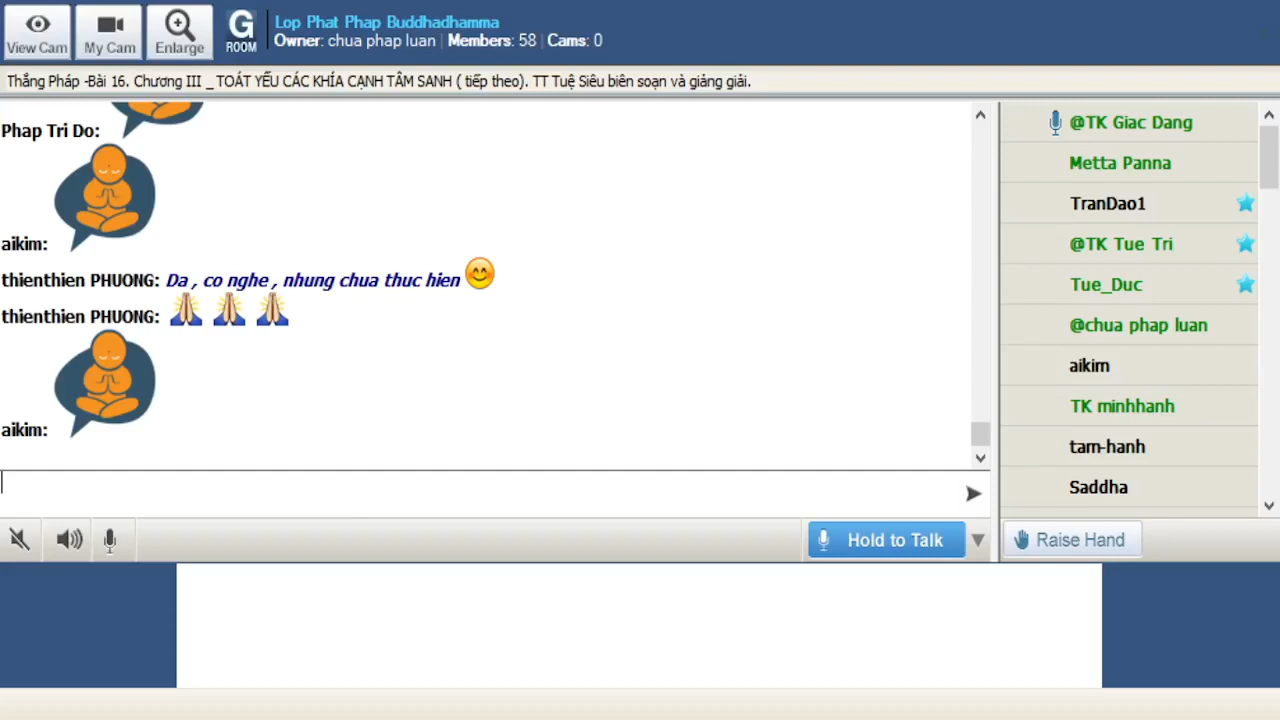 View Cam
My Cam
Enlarge
G
ROOM
Lop Phat Phap Buddhadhamma
Owner: chua phap luan | Members: 58 | Cams: 0
Thắng Pháp -Bài 16. Chương III _ TOÁT YẾU CÁC KHÍA CẠNH TÂM SANH ( tiếp theo). TT Tuệ Siêu biên soạn và giảng giải.
Phap Tri Do:
aikim:
thienthien PHUONG: Da , co nghe , nhung chua thuc hien
thienthien PHUONG:
aikim:
@TK Giac Dang
Metta Panna
TranDao1
@TK Tue Tri
Tue_Duc
@chua phap luan
aikim
TK minhhanh
tam-hanh
Saddha
Hold to Talk
Raise Hand